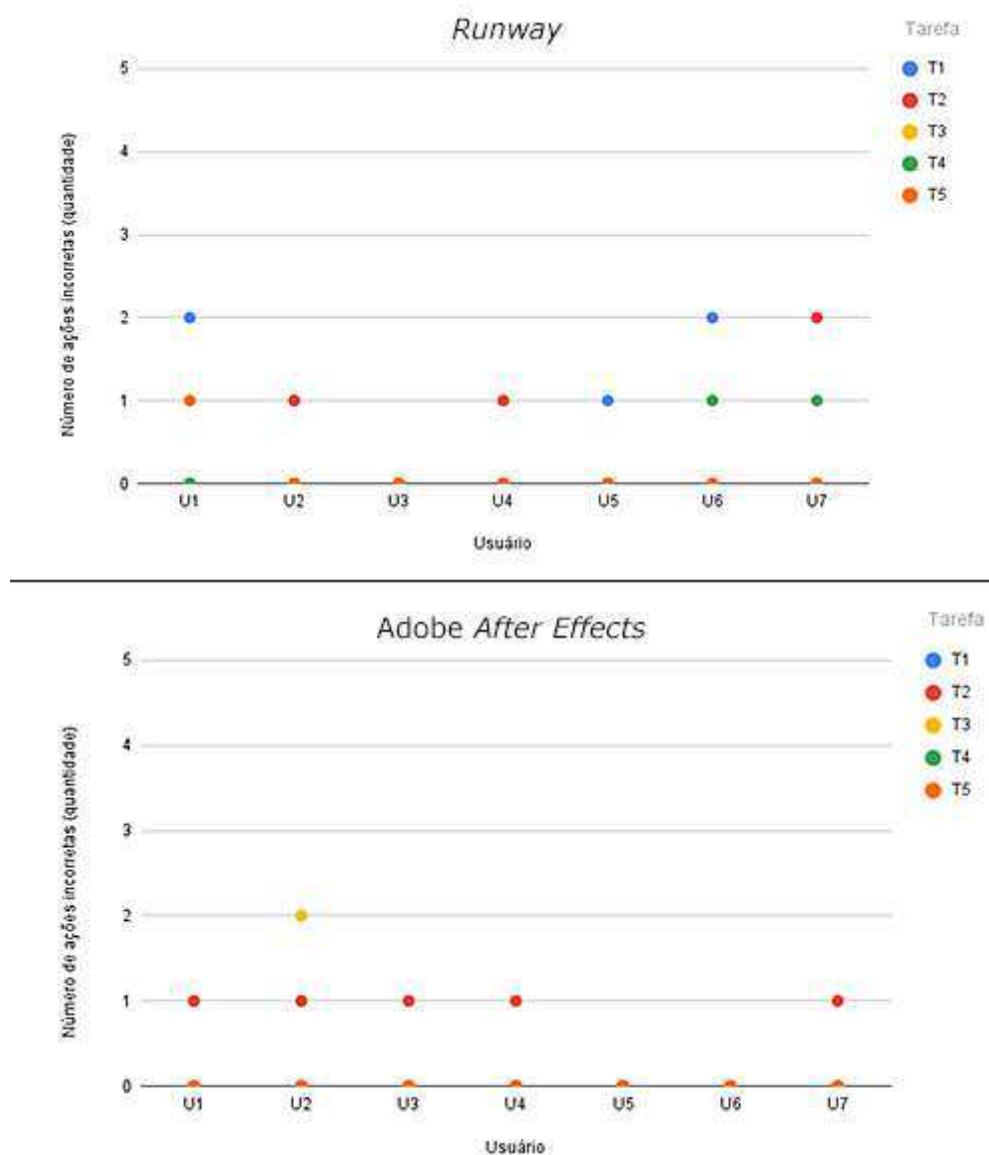 Runway
Tarefa
T1
T2
T3
T4
T5
Número de ações incorretas (quantidade)
5
4
3
2
1
0
U1 U2 U3 U4 U5 U6 U7
Usuário
Adobe After Effects
Tarefa
T1
T2
T3
T4
T5
Número de ações incorretas (quantidade)
5
4
3
2
1
0
U1 U2 U3 U4 U5 U6 U7
Usuário